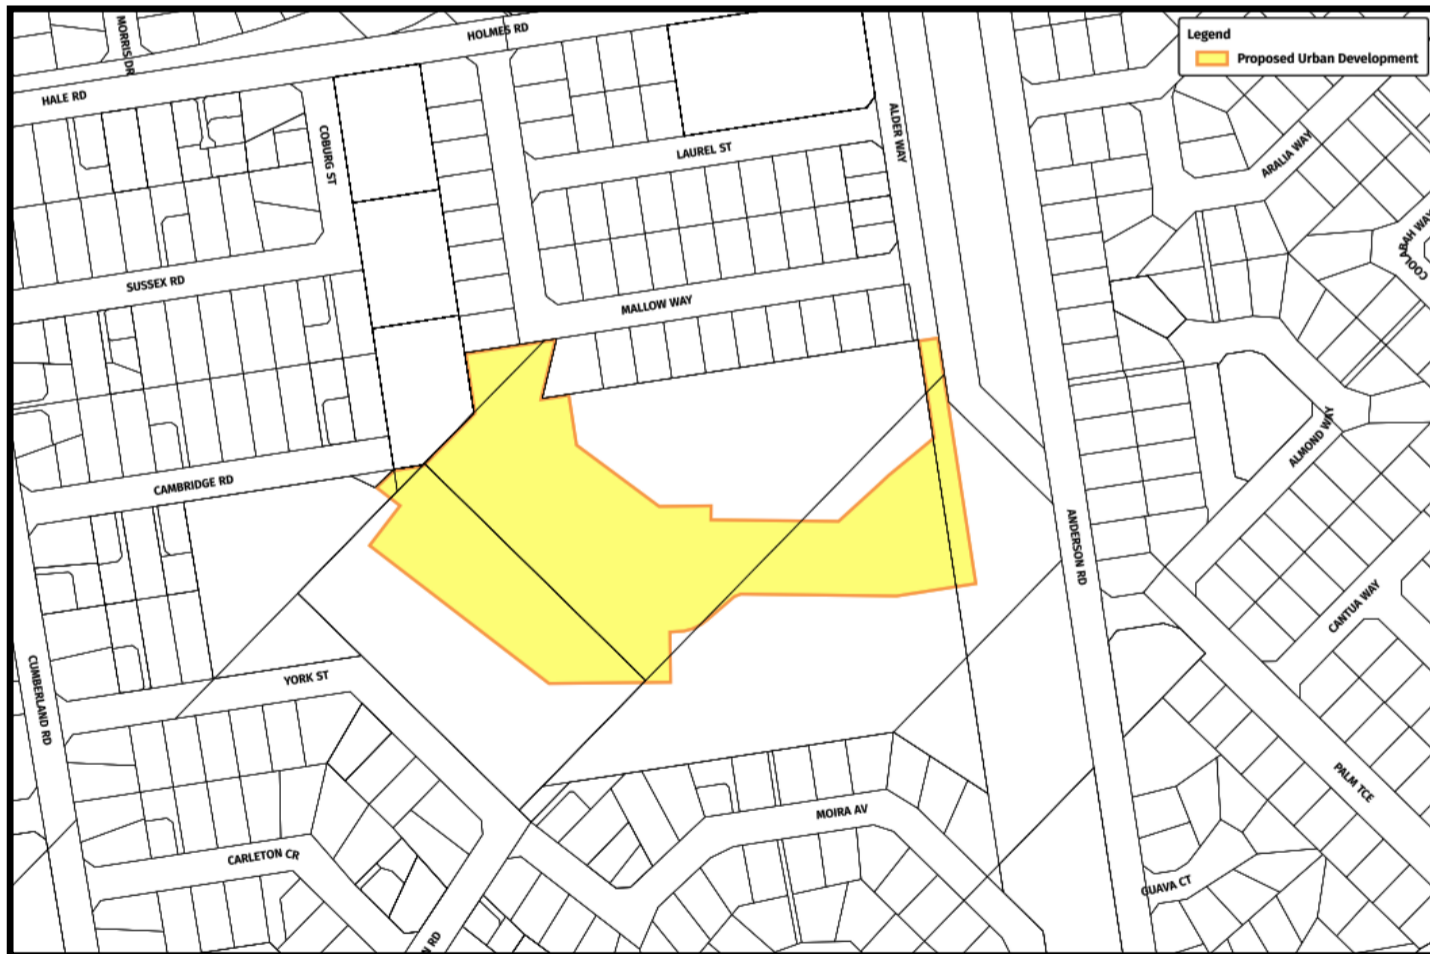 MORRIS DR
HOLMES RD
Legend
Proposed Urban Development
HALE RD
COBURG ST
ALDER WAY
LAUREL ST
ARALIA WAY
COOLABAH WAY
SUSSEX RD
MALLOW WAY
ALMOND WAY
CAMBRIDGE RD
ANDERSON RD
CANTUA WAY
CUMBERLAND RD
YORK ST
PALM TCE
MOIRA AV
CARLETON CR
GUAVA CT
N RD